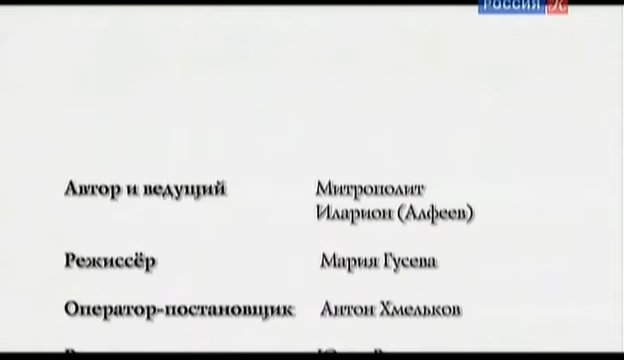 РОССИЯ К
Автор и ведущий Митрополит
Иларион (Алфеев)
Режиссёр Мария Гусева
Оператор-постановщик Антон Хмельков